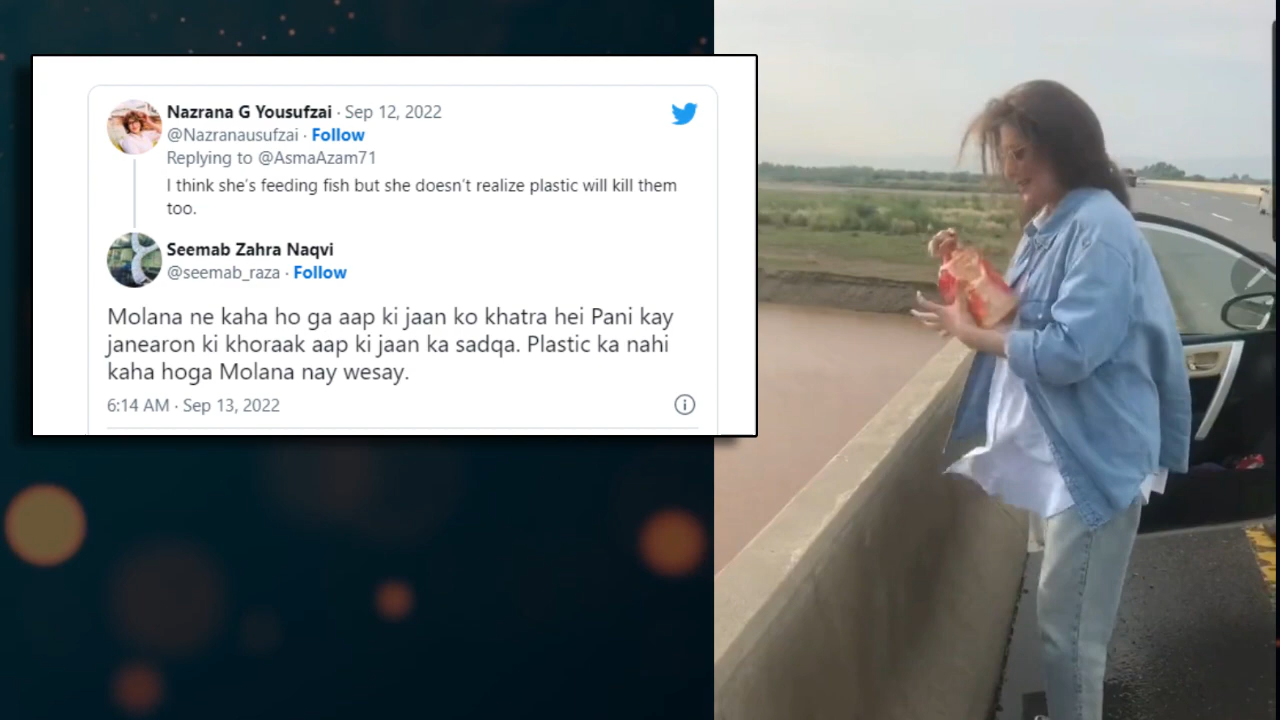 Nazrana G Yousufzai · Sep 12, 2022
@Nazranausufzai · Follow
Replying to @AsmaAzam71
I think she's feeding fish but she doesn't realize plastic will kill them
too.
Seemab Zahra Naqvi
@seemab_raza · Follow
Molana ne kaha ho ga aap ki jaan ko khatra hei Pani kay
janearon ki khoraak aap ki jaan ka sadqa. Plastic ka nahi
kaha hoga Molana nay wesay.
6:14 AM · Sep 13, 2022